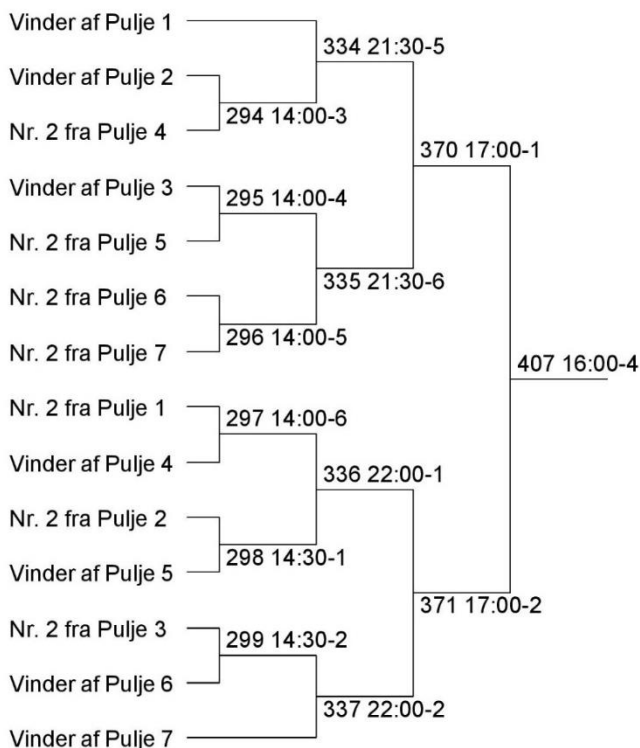 Vinder af Pulje 1
334 21:30-5
Vinder af Pulje 2
294 14:00-3
Nr. 2 fra Pulje 4
370 17:00-1
Vinder af Pulje 3
295 14:00-4
Nr. 2 fra Pulje 5
335 21:30-6
Nr. 2 fra Pulje 6
296 14:00-5
Nr. 2 fra Pulje 7
407 16:00-4
Nr. 2 fra Pulje 1
297 14:00-6
Vinder af Pulje 4
336 22:00-1
Nr. 2 fra Pulje 2
298 14:30-1
Vinder af Pulje 5
371 17:00-2
Nr. 2 fra Pulje 3
299 14:30-2
Vinder af Pulje 6
337 22:00-2
Vinder af Pulje 7